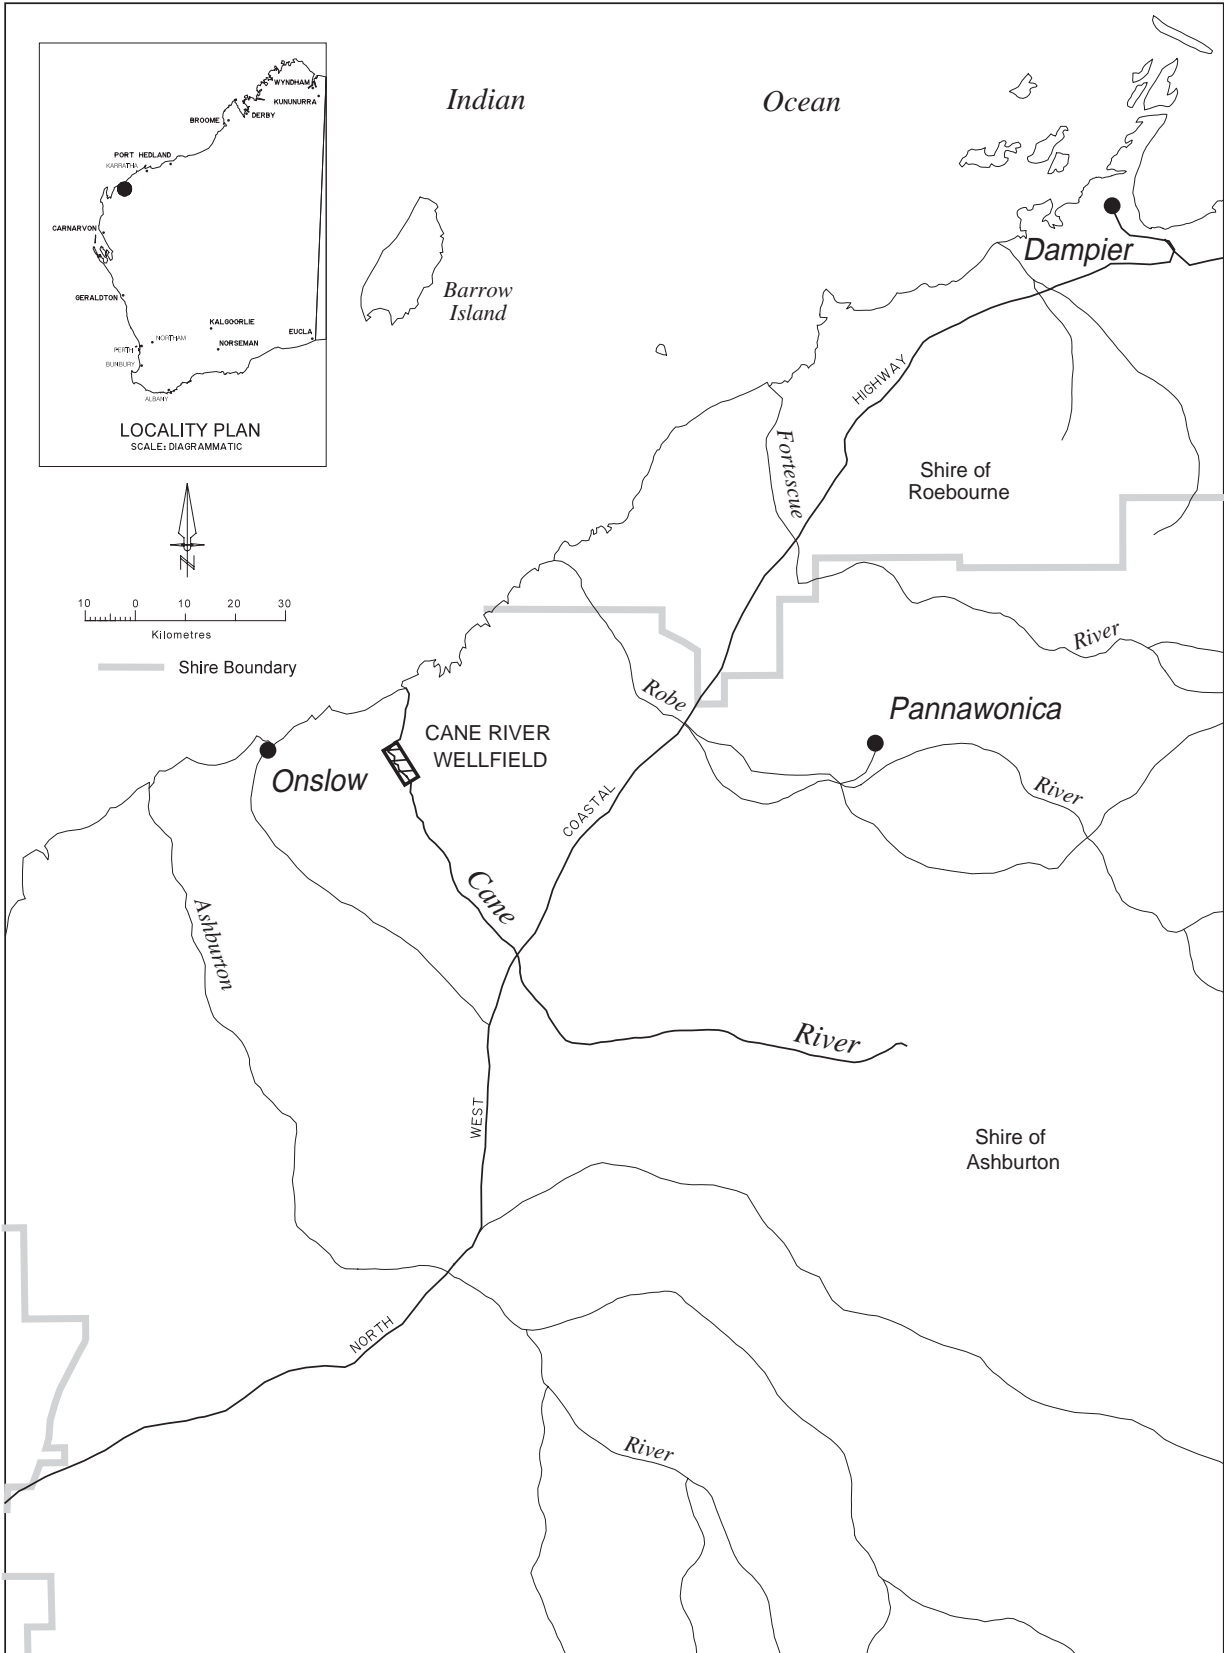 Indian Ocean
WYNDHAM
KUNUNURRA
DERBY
BROOME
PORT HEDLAND
KARRATHA
CARNARVON
GERALDTON
KALGOORLIE
EUCLA
NORTHAM
NORSEMAN
PERTH
BUNBURY
ALBANY
LOCALITY PLAN
SCALE: DIAGRAMMATIC
Barrow
Island
Dampier
HIGHWAY
Fortescue
Shire of
Roebourne
N
10 0 10 20 30
Kilometres
Shire Boundary
River
Robe
Pannawonica
CANE RIVER
WELLFIELD
Onslow
River
COASTAL
Cane
Ashburton
River
WEST
Shire of
Ashburton
NORTH
River